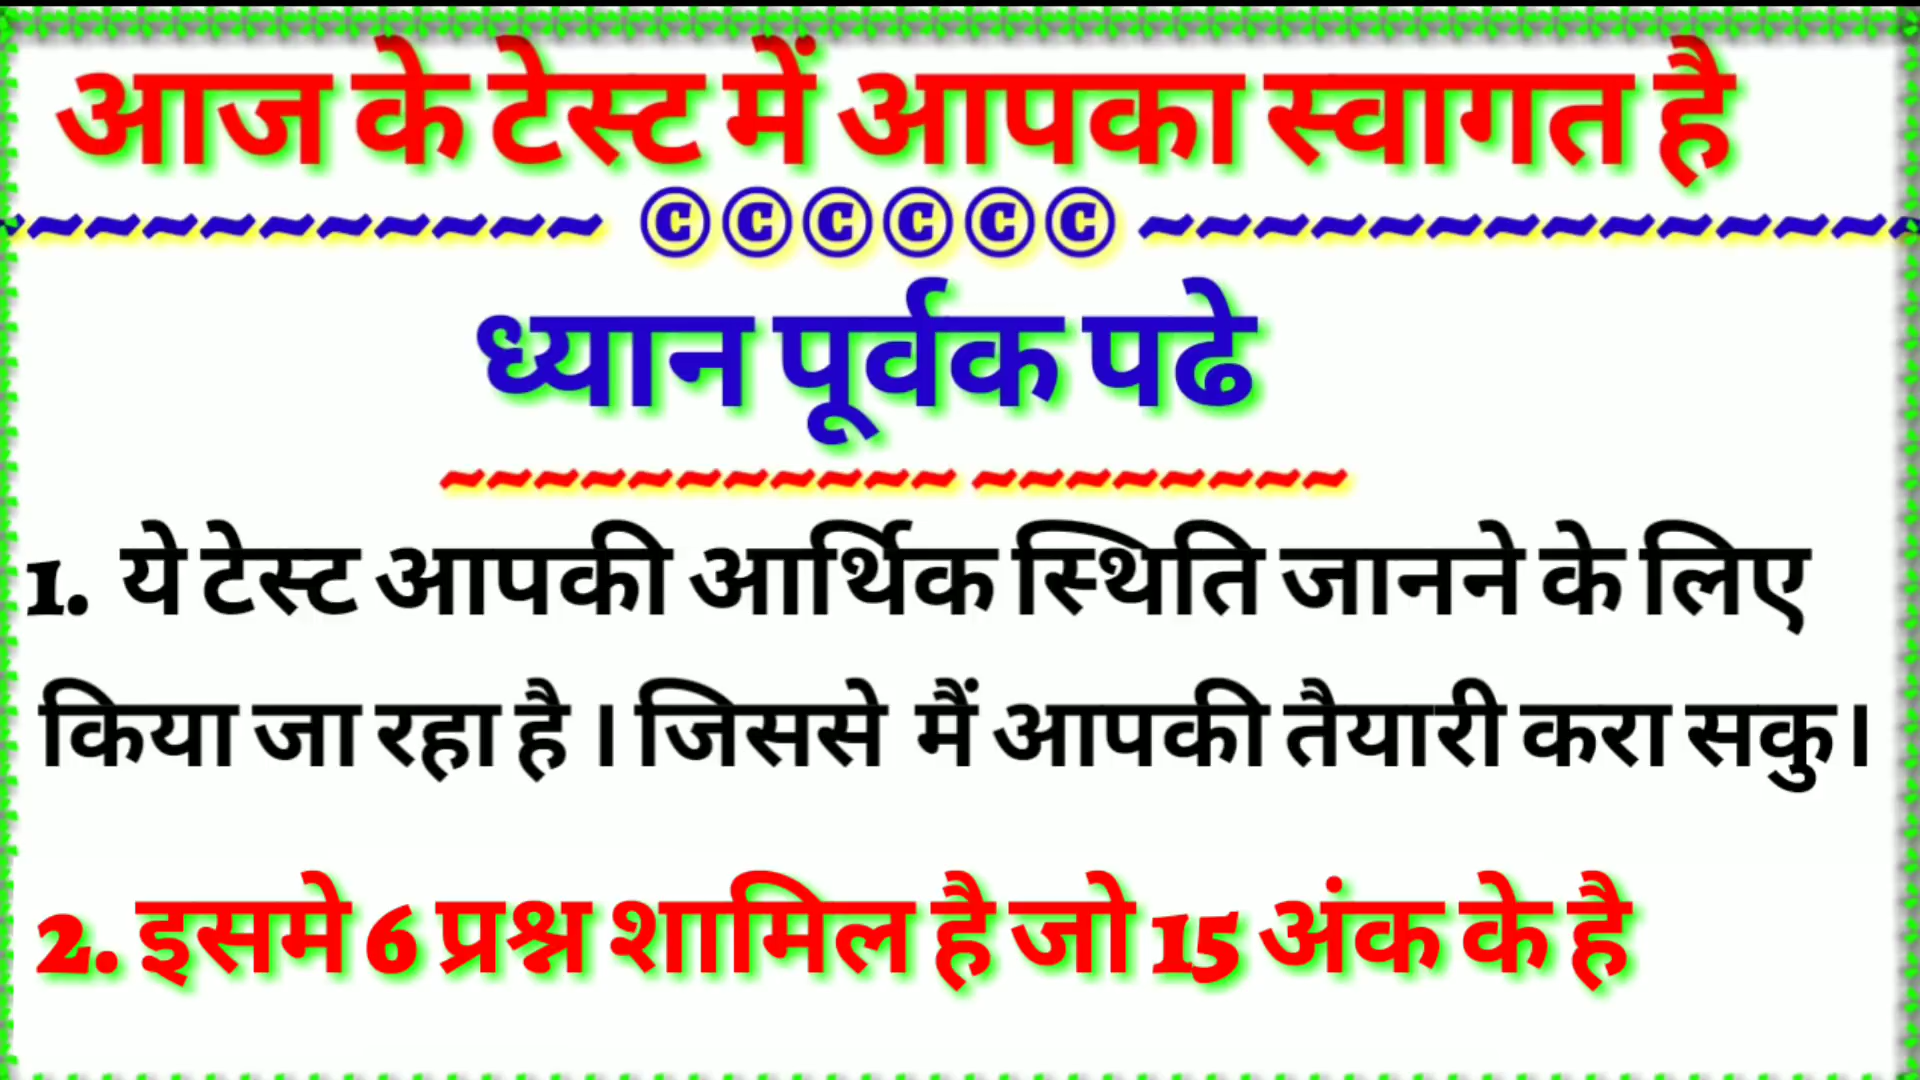 आज के टेस्ट में आपका स्वागत है
~~~~~~~~~~~ ©©©©©© ~~~~~~~~~~~~~~
ध्यान पूर्वक पढे
~~~~~~~~~~~ ~~~~~~~~
1. ये टेस्ट आपकी आर्थिक स्थिति जानने के लिए
किया जा रहा है । जिससे मैं आपकी तैयारी करा सकु।
2. इसमे 6 प्रश्न शामिल है जो 15 अंक के है